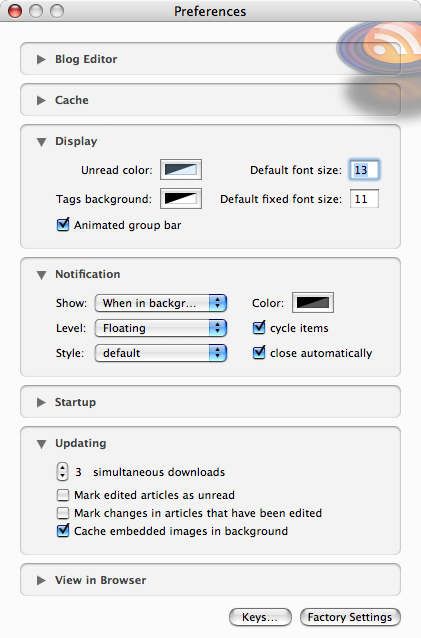 Preferences
Blog Editor
Cache
Display
Unread color: Default font size: 13
Tags background: Default fixed font size: 11
Animated group bar
Notification
Show: When in backgr... Color:
Level: Floating cycle items
Style: default close automatically
Startup
Updating
3 simultaneous downloads
Mark edited articles as unread
Mark changes in articles that have been edited
Cache embedded images in background
View in Browser
Keys... Factory Settings